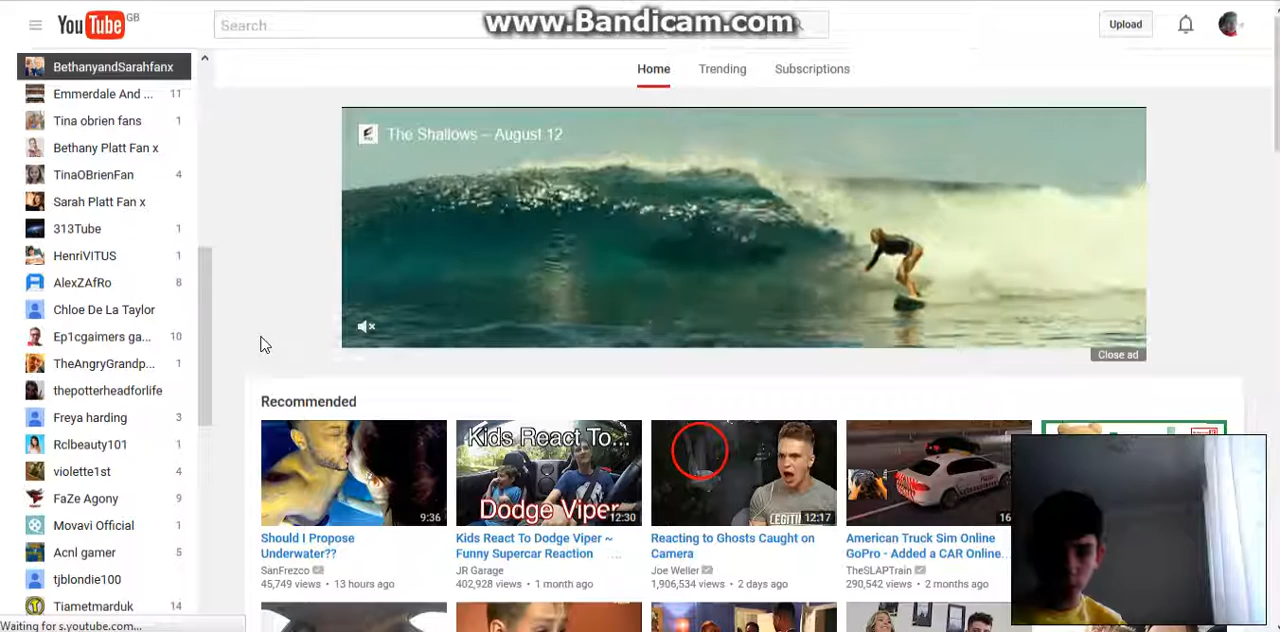 YouTube GB
Search
www.Bandicam.com
Upload
Home
Trending
Subscriptions
BethanyandSarahfanx
Emmerdale And ... 11
Tina obrien fans 1
Bethany Platt Fan x
TinaOBrienFan 4
Sarah Platt Fan x
313Tube 1
HenriVITUS 1
AlexZAfRo 8
Chloe De La Taylor
Ep1cgaimers ga... 10
TheAngryGrandp... 1
thepotterheadforlife
Freya harding 3
Rclbeauty101 1
violette1st 4
FaZe Agony 9
Movavi Official 1
Acnl gamer 5
tjblondie100 1
Tiametmarduk 14
Waiting for s.youtube.com...
The Shallows – August 12
Close ad
Recommended
9:36
Should I Propose
Underwater??
SanFrezco
45,749 views • 13 hours ago
Kids React To...
Dodge Viper
12:30
Kids React To Dodge Viper ~
Funny Supercar Reaction ...
JR Garage
402,928 views • 1 month ago
LEGIT
12:17
Reacting to Ghosts Caught on
Camera
Joe Weller
1,906,534 views • 2 days ago
16
American Truck Sim Online
GoPro - Added a CAR Online...
TheSLAPTrain
290,542 views • 2 months ago